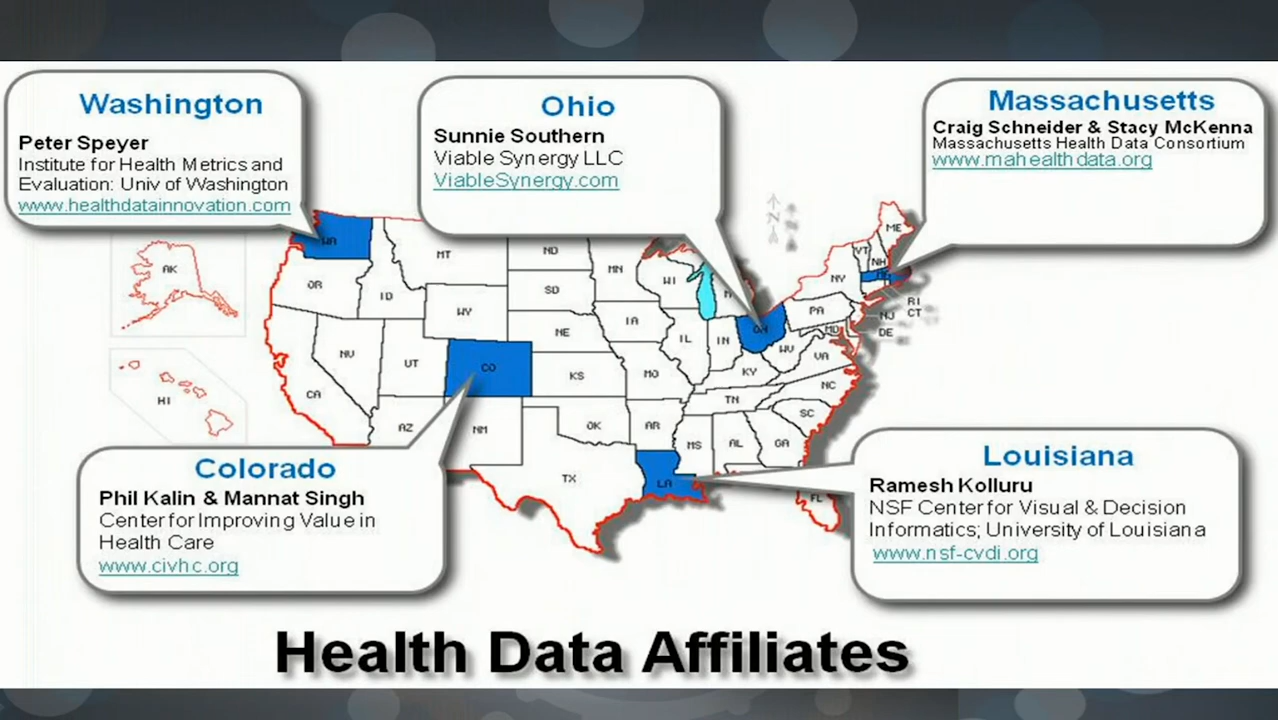 Washington
Peter Speyer
Institute for Health Metrics and
Evaluation: Univ of Washington
www.healthdatainnovation.com
Ohio
Sunnie Southern
Viable Synergy LLC
ViableSynergy.com
Massachusetts
Craig Schneider & Stacy McKenna
Massachusetts Health Data Consortium
www.mahealthdata.org
WA
MT
ND
MN
WI
ME
VT
NH
NY
AK
OR
ID
SD
WY
IA
PA
RI
CT
NJ
DE
MD
OH
NE
IL
IN
WV
VA
NV
UT
CO
KS
MO
KY
HI
CA
NC
TN
AZ
NM
OK
AR
SC
MS
AL
GA
TX
LA
FL
N
Colorado
Phil Kalin & Mannat Singh
Center for Improving Value in
Health Care
www.civhc.org
Louisiana
Ramesh Kolluru
NSF Center for Visual & Decision
Informatics; University of Louisiana
www.nsf-cvdi.org
Health Data Affiliates